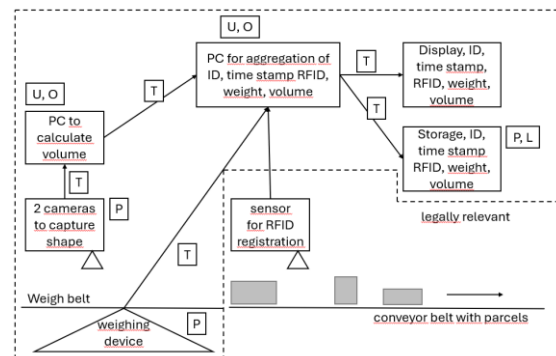 U, O
PC for aggregation of
ID, time stamp RFID,
weight, volume
T
Display, ID,
time stamp,
RFID, weight,
volume
T
U, O
PC to
calculate
volume
T
T
Storage, ID,
time stamp
RFID, weight,
volume
P, L
2 cameras
to capture
shape
P
sensor
for RFID
registration
legally relevant
T
Weigh belt
weighing
device
P
conveyor belt with parcels